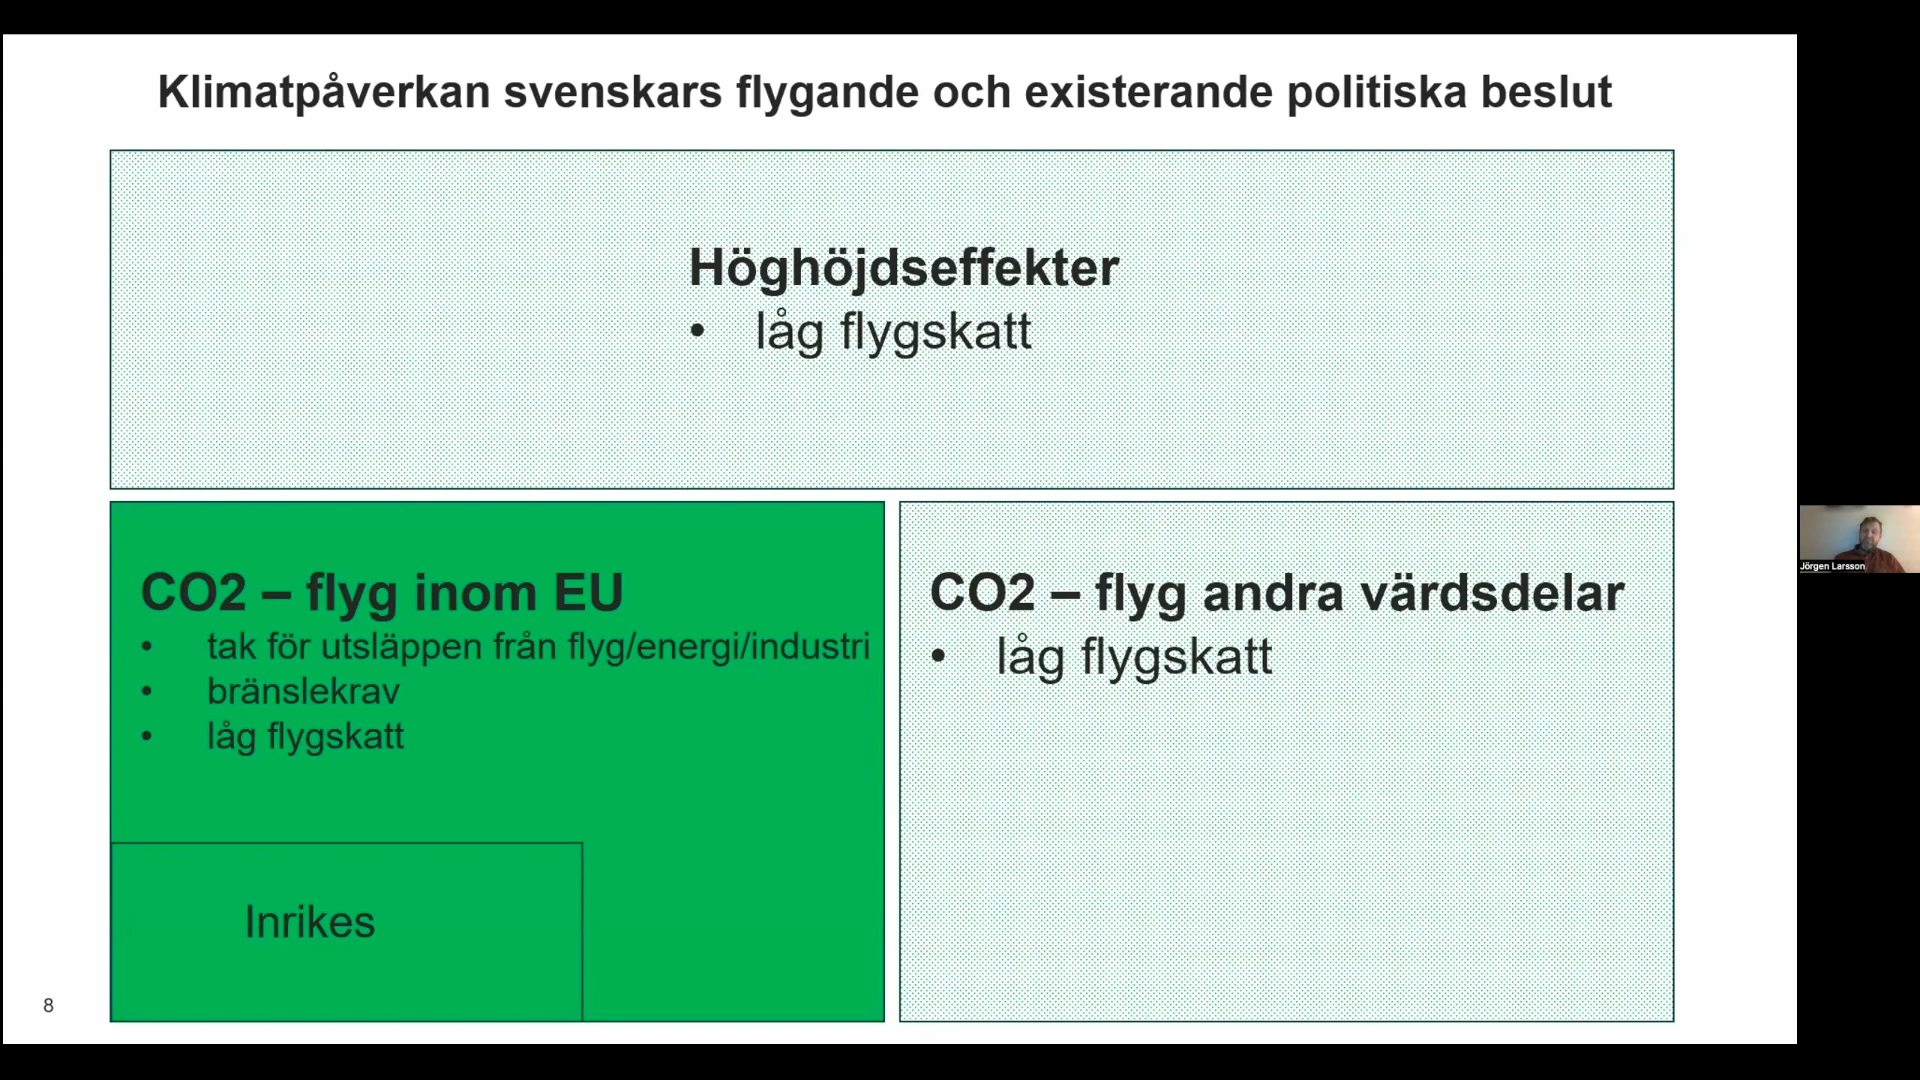 Klimatpåverkan svenskars flygande och existerande politiska beslut
Höghöjdseffekter
• låg flygskatt
CO2 – flyg inom EU
• tak för utsläppen från flyg/energi/industri
• bränslekrav
• låg flygskatt
Inrikes
CO2 – flyg andra värdsdelar
• låg flygskatt
8
Jörgen Larsson